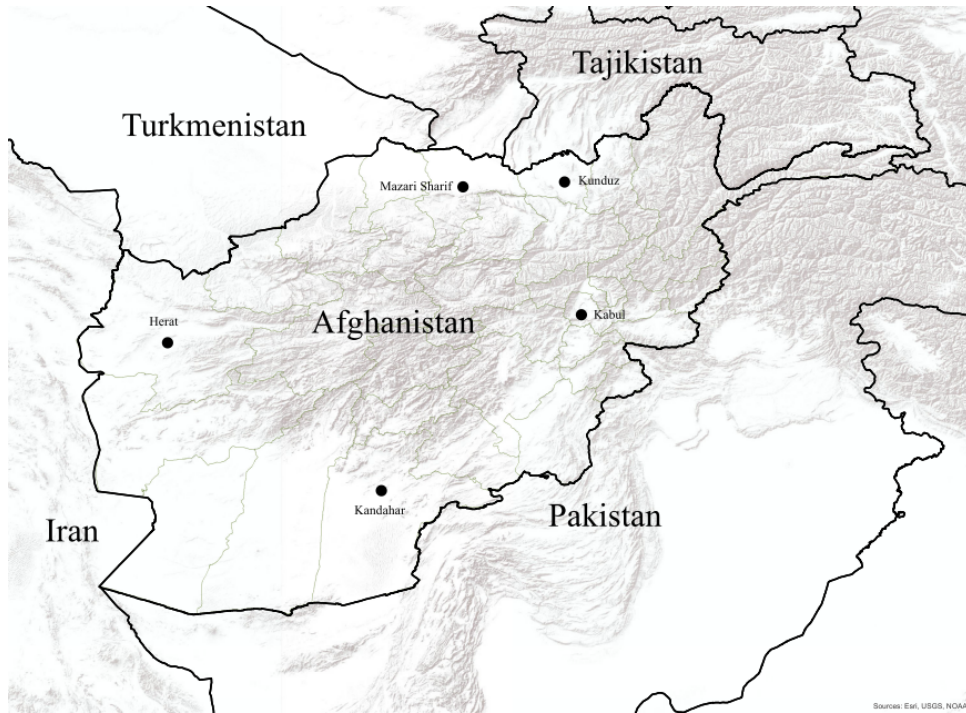 Tajikistan
Turkmenistan
Mazari Sharif
Kunduz
Herat
Afghanistan
Kabul
Kandahar
Iran
Pakistan
Sources: Esri, USGS, NOAA